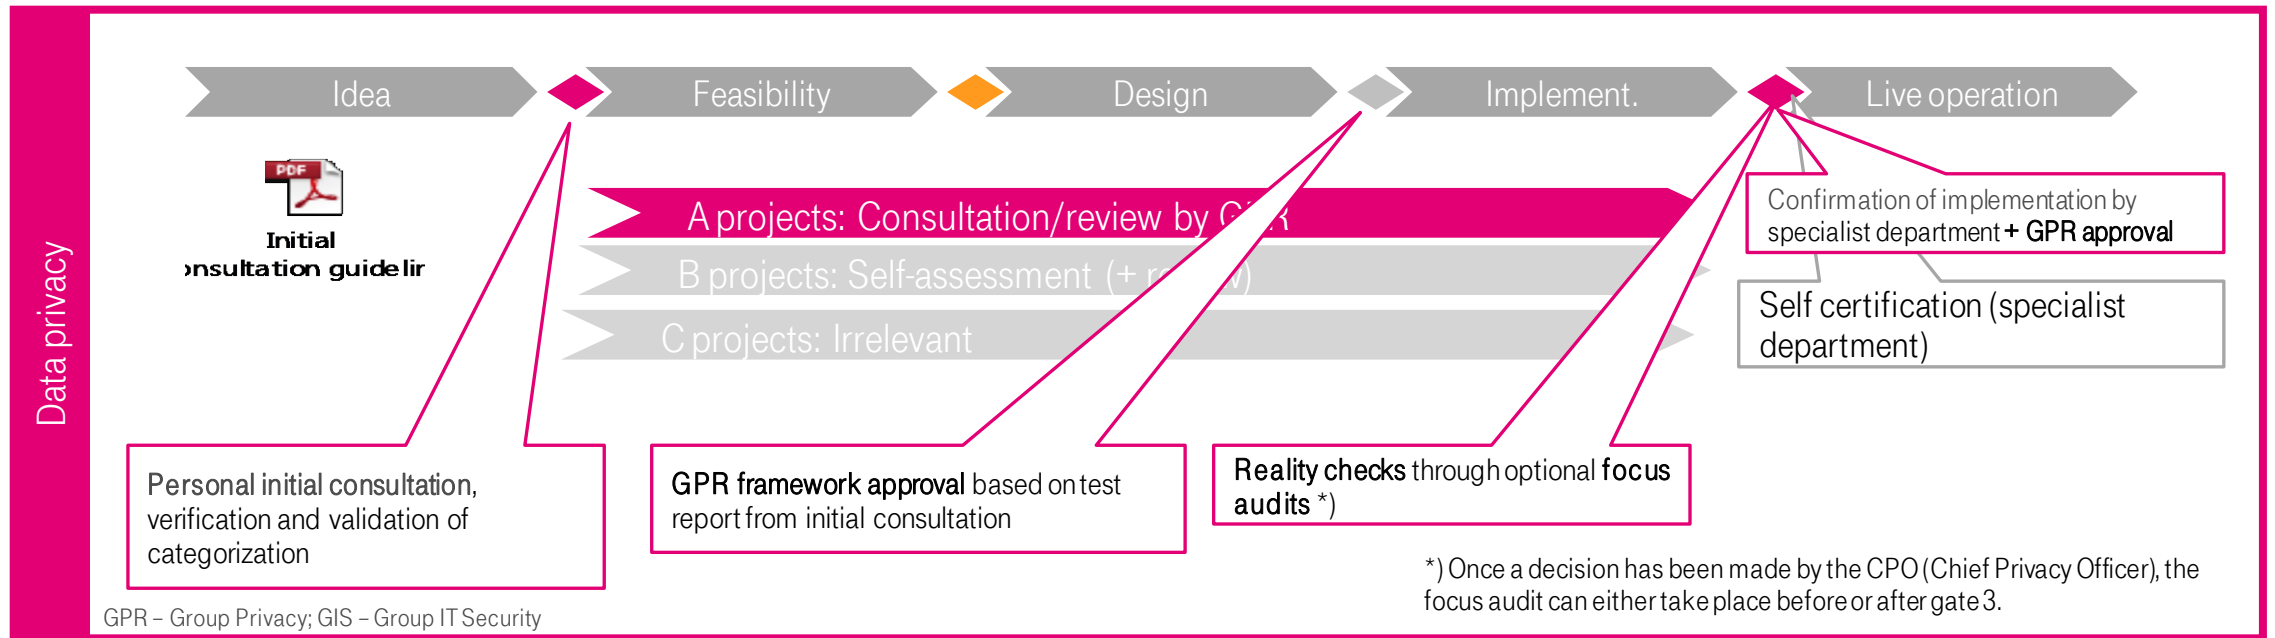 Data privacy
Idea
Feasibility
Design
Implement.
Live operation
PDF
Initial
onsultation guidelir
A projects: Consultation/review by GPR
B projects: Self-assessment (+ review)
C projects: Irrelevant
Confirmation of implementation by
specialist department + GPR approval
Self certification (specialist
department)
Personal initial consultation,
verification and validation of
categorization
GPR framework approval based on test
report from initial consultation
Reality checks through optional focus
audits *)
*) Once a decision has been made by the CPO (Chief Privacy Officer), the
focus audit can either take place before or after gate 3.
GPR – Group Privacy; GIS – Group IT Security